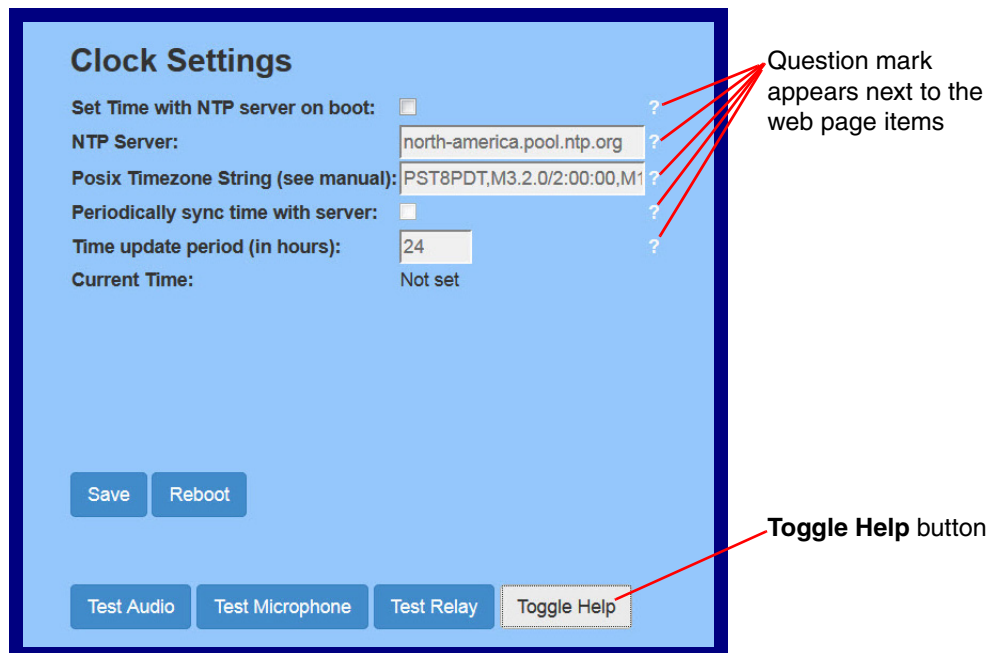 Clock Settings
Set Time with NTP server on boot: ?
NTP Server: north-america.pool.ntp.org ?
Posix Timezone String (see manual): PST8PDT,M3.2.0/2:00:00,M1 ?
Periodically sync time with server: ?
Time update period (in hours): 24 ?
Current Time: Not set
Save Reboot
Test Audio Test Microphone Test Relay Toggle Help
Question mark
appears next to the
web page items
Toggle Help button